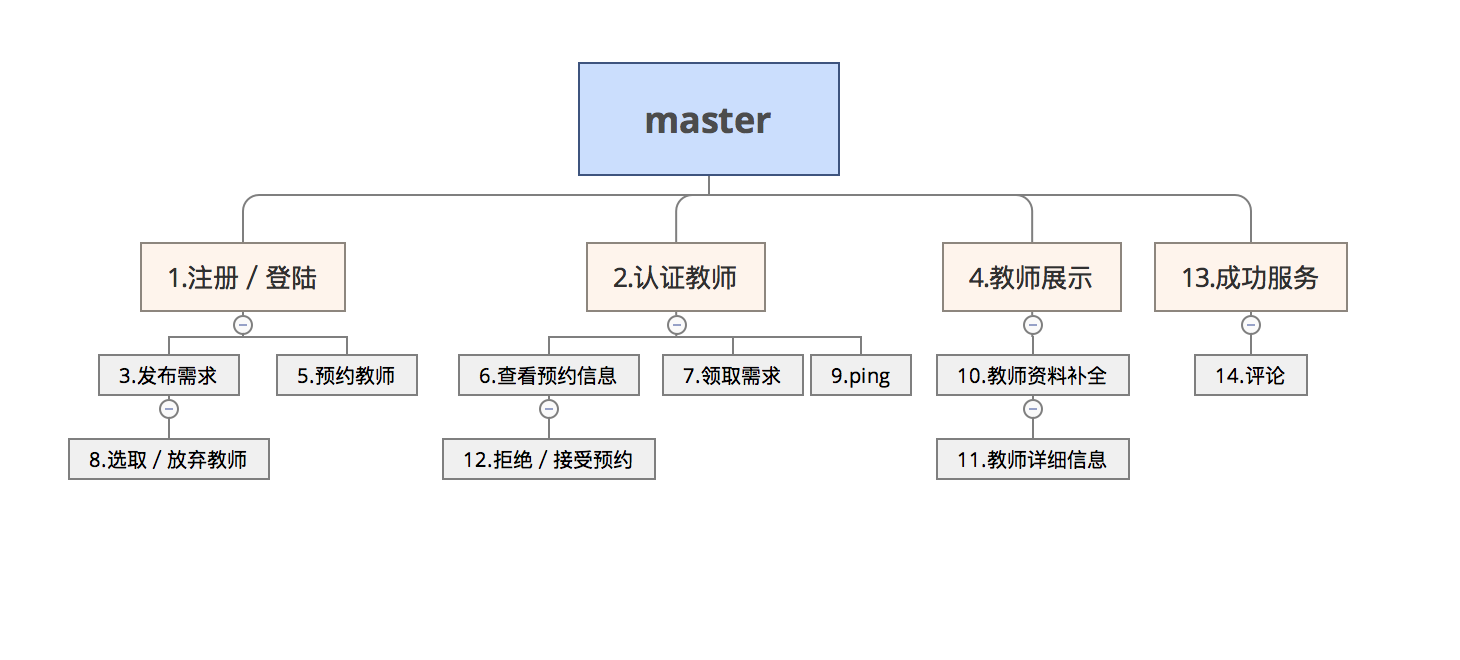 master
1.注册 / 登陆
2.认证教师
4.教师展示
13.成功服务
3.发布需求
5.预约教师
6.查看预约信息
7.领取需求
9.ping
10.教师资料补全
14.评论
8.选取 / 放弃教师
12.拒绝 / 接受预约
11.教师详细信息